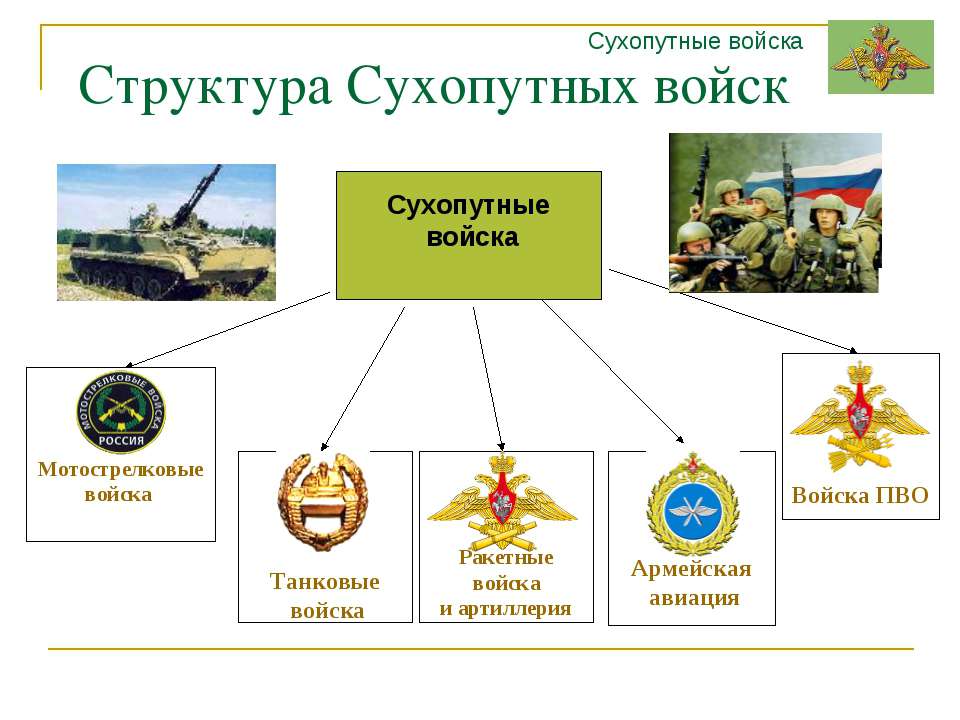 Сухопутные войска
Структура Сухопутных войск
Сухопутные
войска
МОТОСТРЕЛКОВЫЕ ВОЙСКА
РОССИЯ
Мотострелковые
войска
Танковые
войска
Ракетные
войска
и артиллерия
Армейская
авиация
Войска ПВО